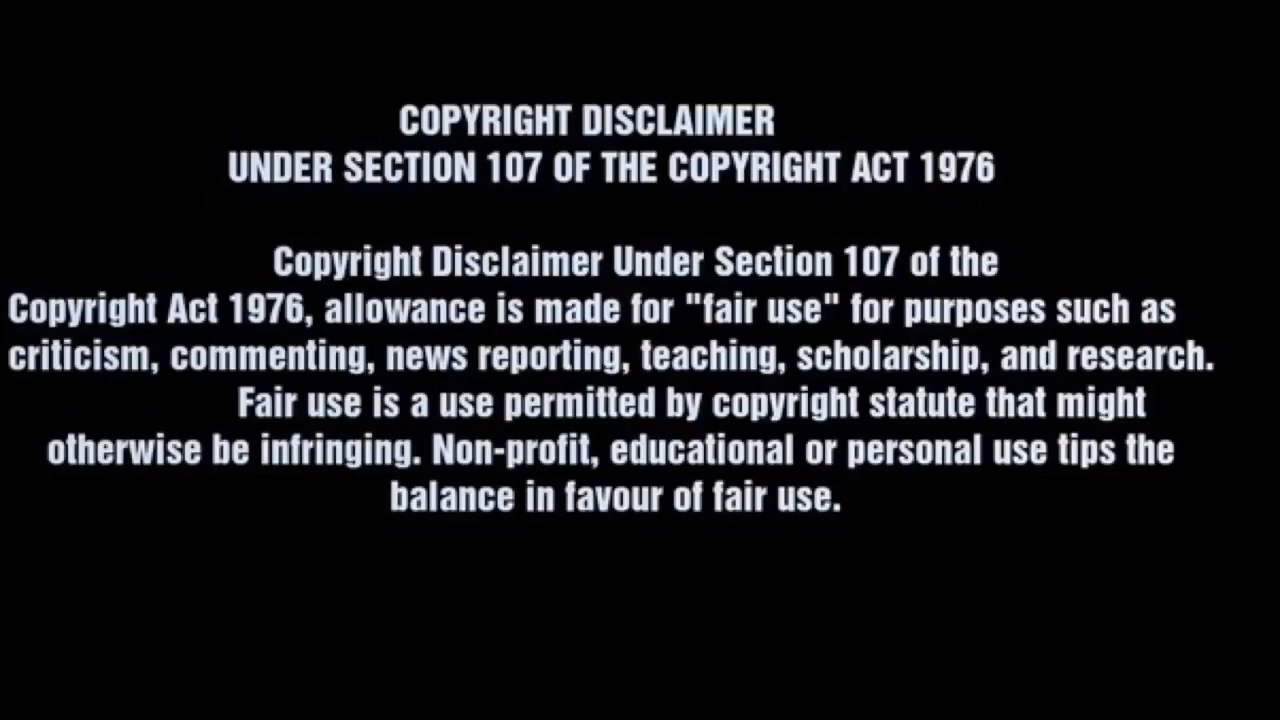 COPYRIGHT DISCLAIMER
UNDER SECTION 107 OF THE COPYRIGHT ACT 1976
Copyright Disclaimer Under Section 107 of the
Copyright Act 1976, allowance is made for "fair use" for purposes such as
criticism, commenting, news reporting, teaching, scholarship, and research.
Fair use is a use permitted by copyright statute that might
otherwise be infringing. Non-profit, educational or personal use tips the
balance in favour of fair use.